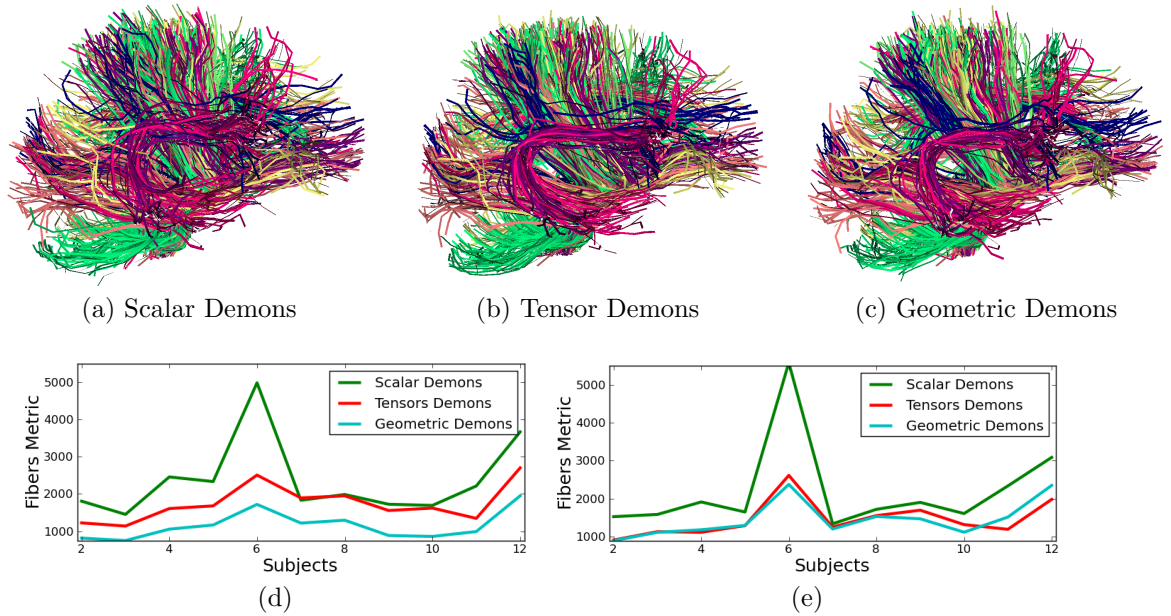 (a) Scalar Demons
(b) Tensor Demons
(c) Geometric Demons
Fibers Metric
5000
4000
3000
2000
1000
2
4
6
8
10
12
Subjects
Scalar Demons
Tensors Demons
Geometric Demons
(d)
Fibers Metric
5000
4000
3000
2000
1000
2
4
6
8
10
12
Subjects
Scalar Demons
Tensors Demons
Geometric Demons
(e)